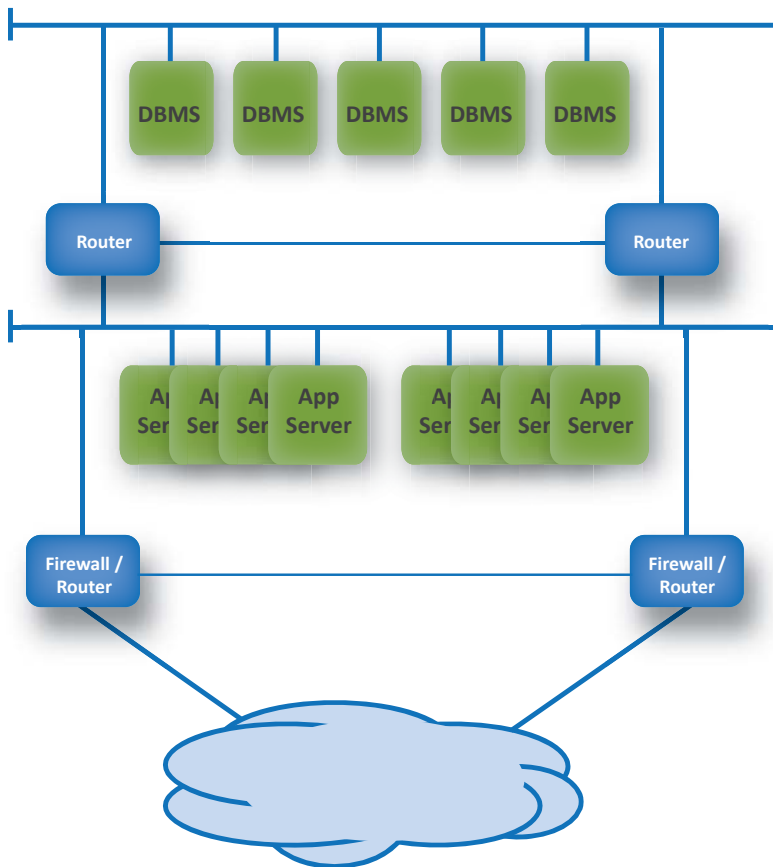 DBMS DBMS DBMS DBMS DBMS
Router Router
App App
Server Server
Firewall / Firewall /
Router Router